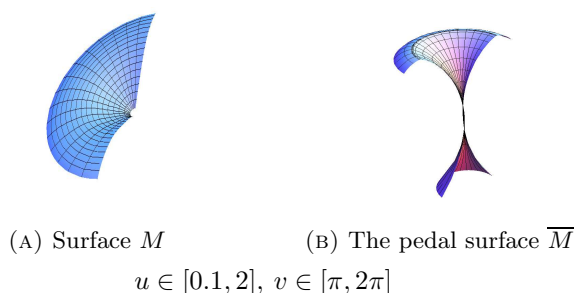 (A) Surface M
(B) The pedal surface M̅
u ∈ [0.1, 2], v ∈ [π, 2π]